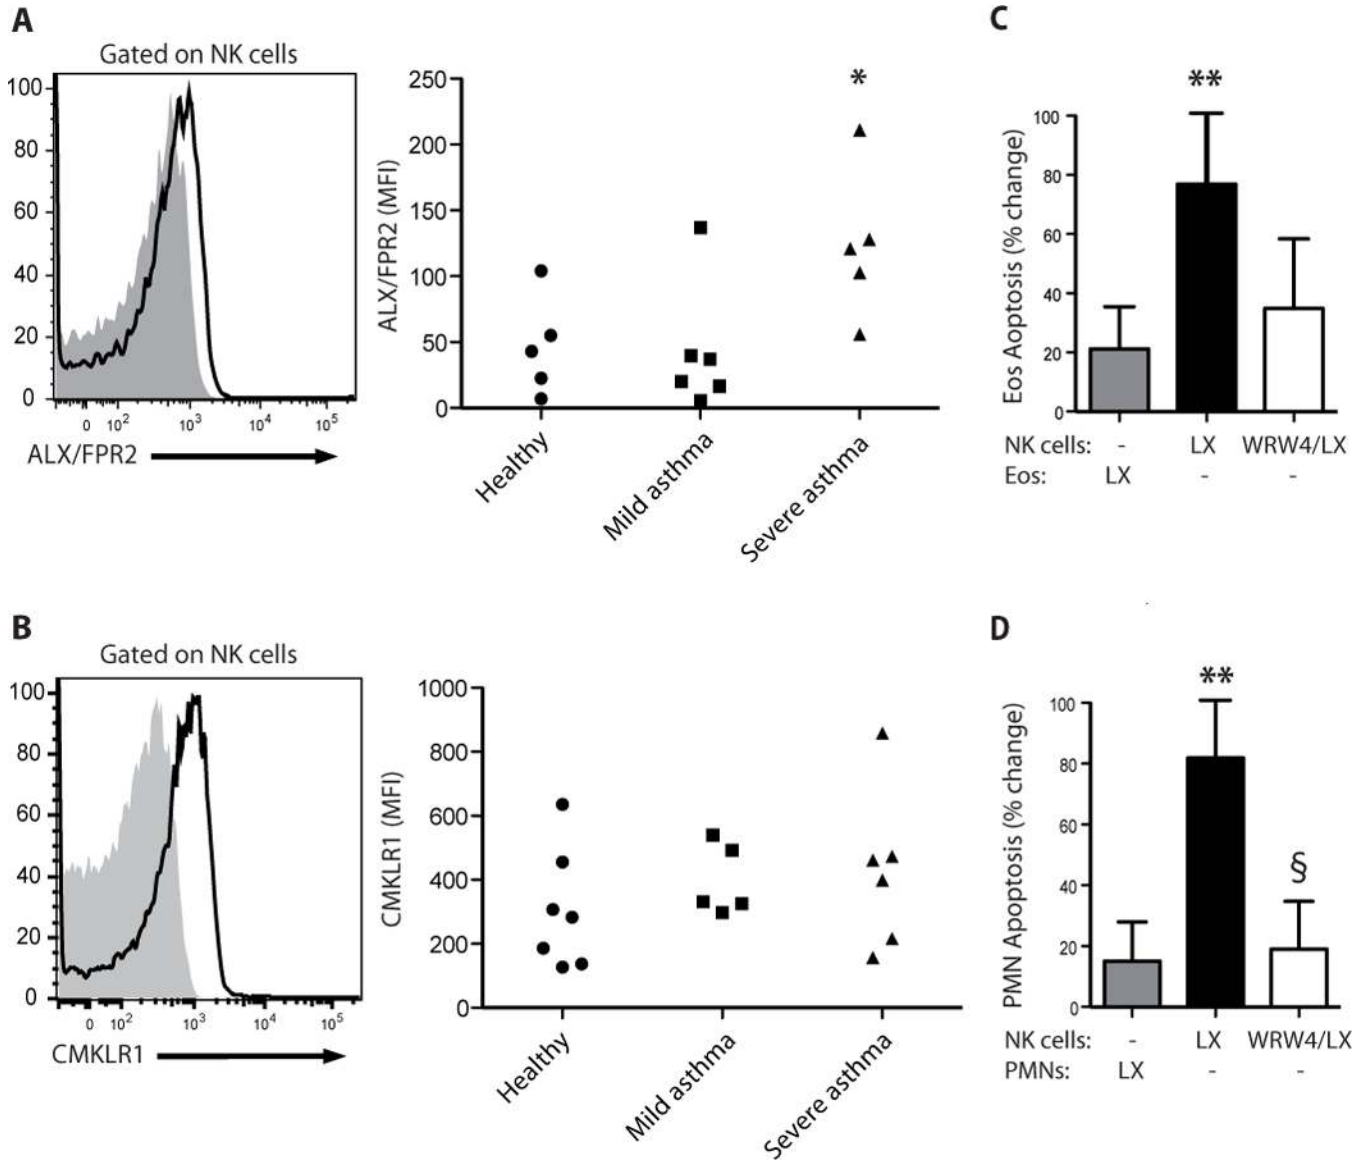 A
Gated on NK cells
100
80
60
40
20
0
0 10² 10³ 10⁴ 10⁵
ALX/FPR2
ALX/FPR2 (MFI)
250
200
150
100
50
0
*
Healthy
Mild asthma
Severe asthma
C
Eos Aoptosis (% change)
100
80
60
40
20
0
**
NK cells: - LX WRW4/LX
Eos: LX - -
B
Gated on NK cells
100
80
60
40
20
0
0 10² 10³ 10⁴ 10⁵
CMKLR1
CMKLR1 (MFI)
1000
800
600
400
200
0
Healthy
Mild asthma
Severe asthma
D
PMN Apoptosis (% change)
100
80
60
40
20
0
**
§
NK cells: - LX WRW4/LX
PMNs: LX - -